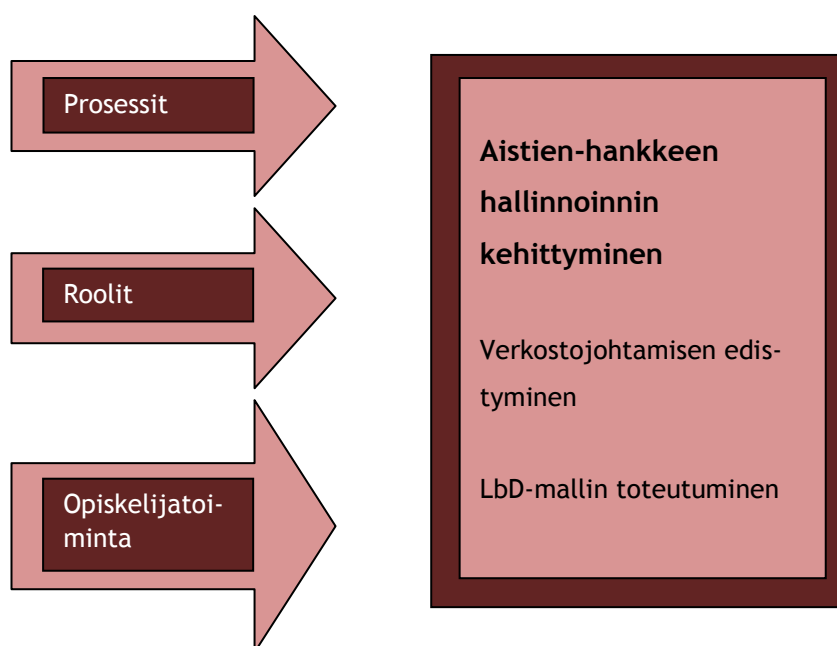 Prosessit
Roolit
Opiskelijatoi-
minta
Aistien-hankkeen
hallinnoinnin
kehittyminen
Verkostojohtamisen edis-
tyminen
LbD-mallin toteutuminen